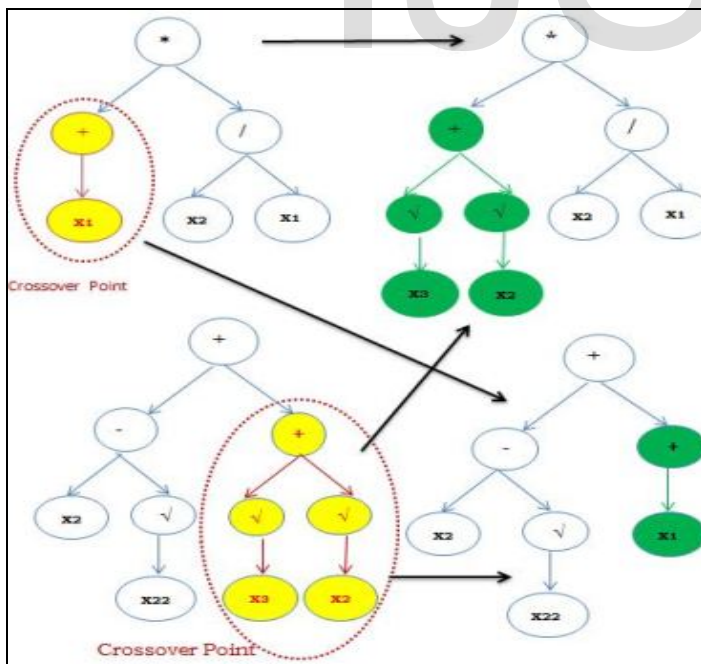 * *
+ / + /
X1 X2 X1 √ √ X2 X1
Crossover Point X3 X2
+ +
- + - +
X2 √ √ √ X2 √ X1
X22 X3 X2 X22
Crossover Point